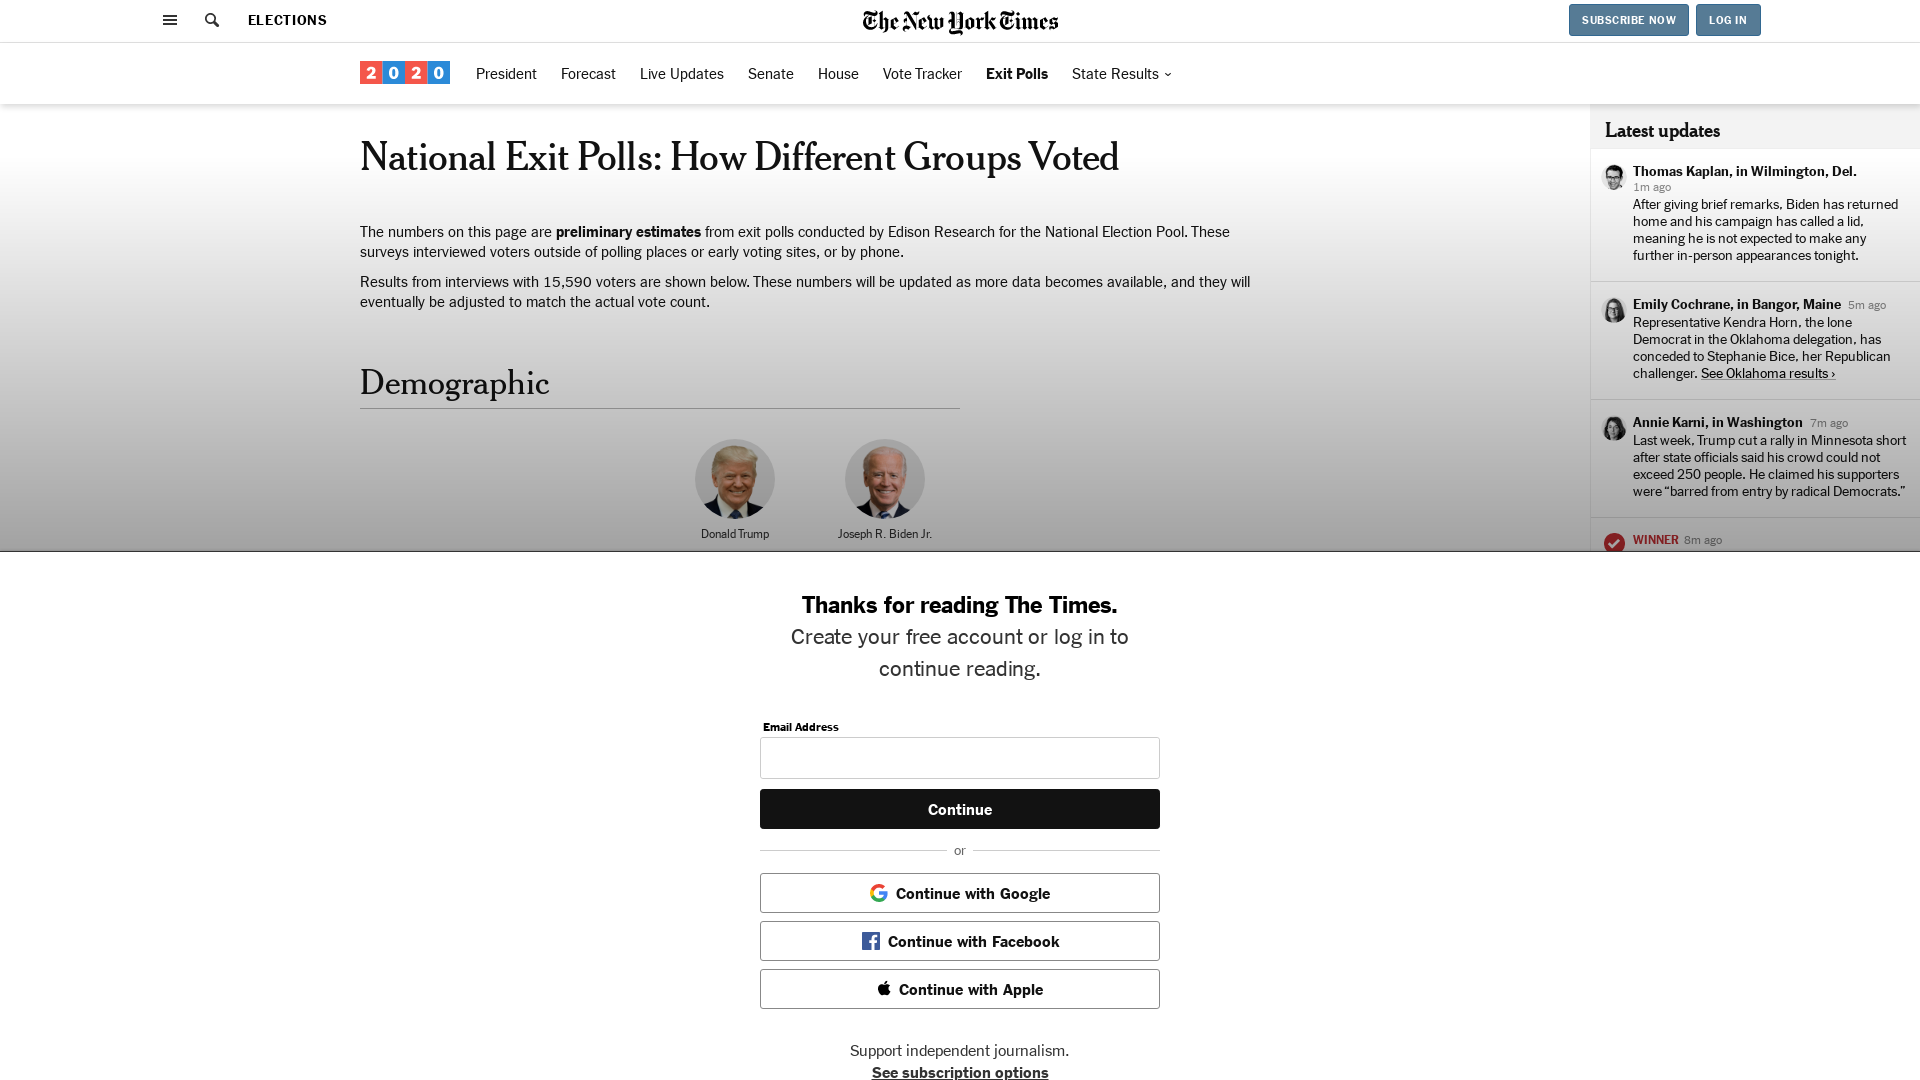 ELECTIONS
The New York Times
SUBSCRIBE NOW
LOG IN
2020
President
Forecast
Live Updates
Senate
House
Vote Tracker
Exit Polls
State Results
National Exit Polls: How Different Groups Voted
The numbers on this page are preliminary estimates from exit polls conducted by Edison Research for the National Election Pool. These
surveys interviewed voters outside of polling places or early voting sites, or by phone.
Results from interviews with 15,590 voters are shown below. These numbers will be updated as more data becomes available, and they will
eventually be adjusted to match the actual vote count.
Demographic
Donald Trump
Joseph R. Biden Jr.
Latest updates
Thomas Kaplan, in Wilmington, Del.
1m ago
After giving brief remarks, Biden has returned
home and his campaign has called a lid,
meaning he is not expected to make any
further in-person appearances tonight.
Emily Cochrane, in Bangor, Maine 5m ago
Representative Kendra Horn, the lone
Democrat in the Oklahoma delegation, has
conceded to Stephanie Bice, her Republican
challenger. See Oklahoma results ›
Annie Karni, in Washington 7m ago
Last week, Trump cut a rally in Minnesota short
after state officials said his crowd could not
exceed 250 people. He claimed his supporters
were “barred from entry by radical Democrats.”
WINNER 8m ago
Thanks for reading The Times.
Create your free account or log in to
continue reading.
Email Address
Continue
or
Continue with Google
Continue with Facebook
Continue with Apple
Support independent journalism.
See subscription options